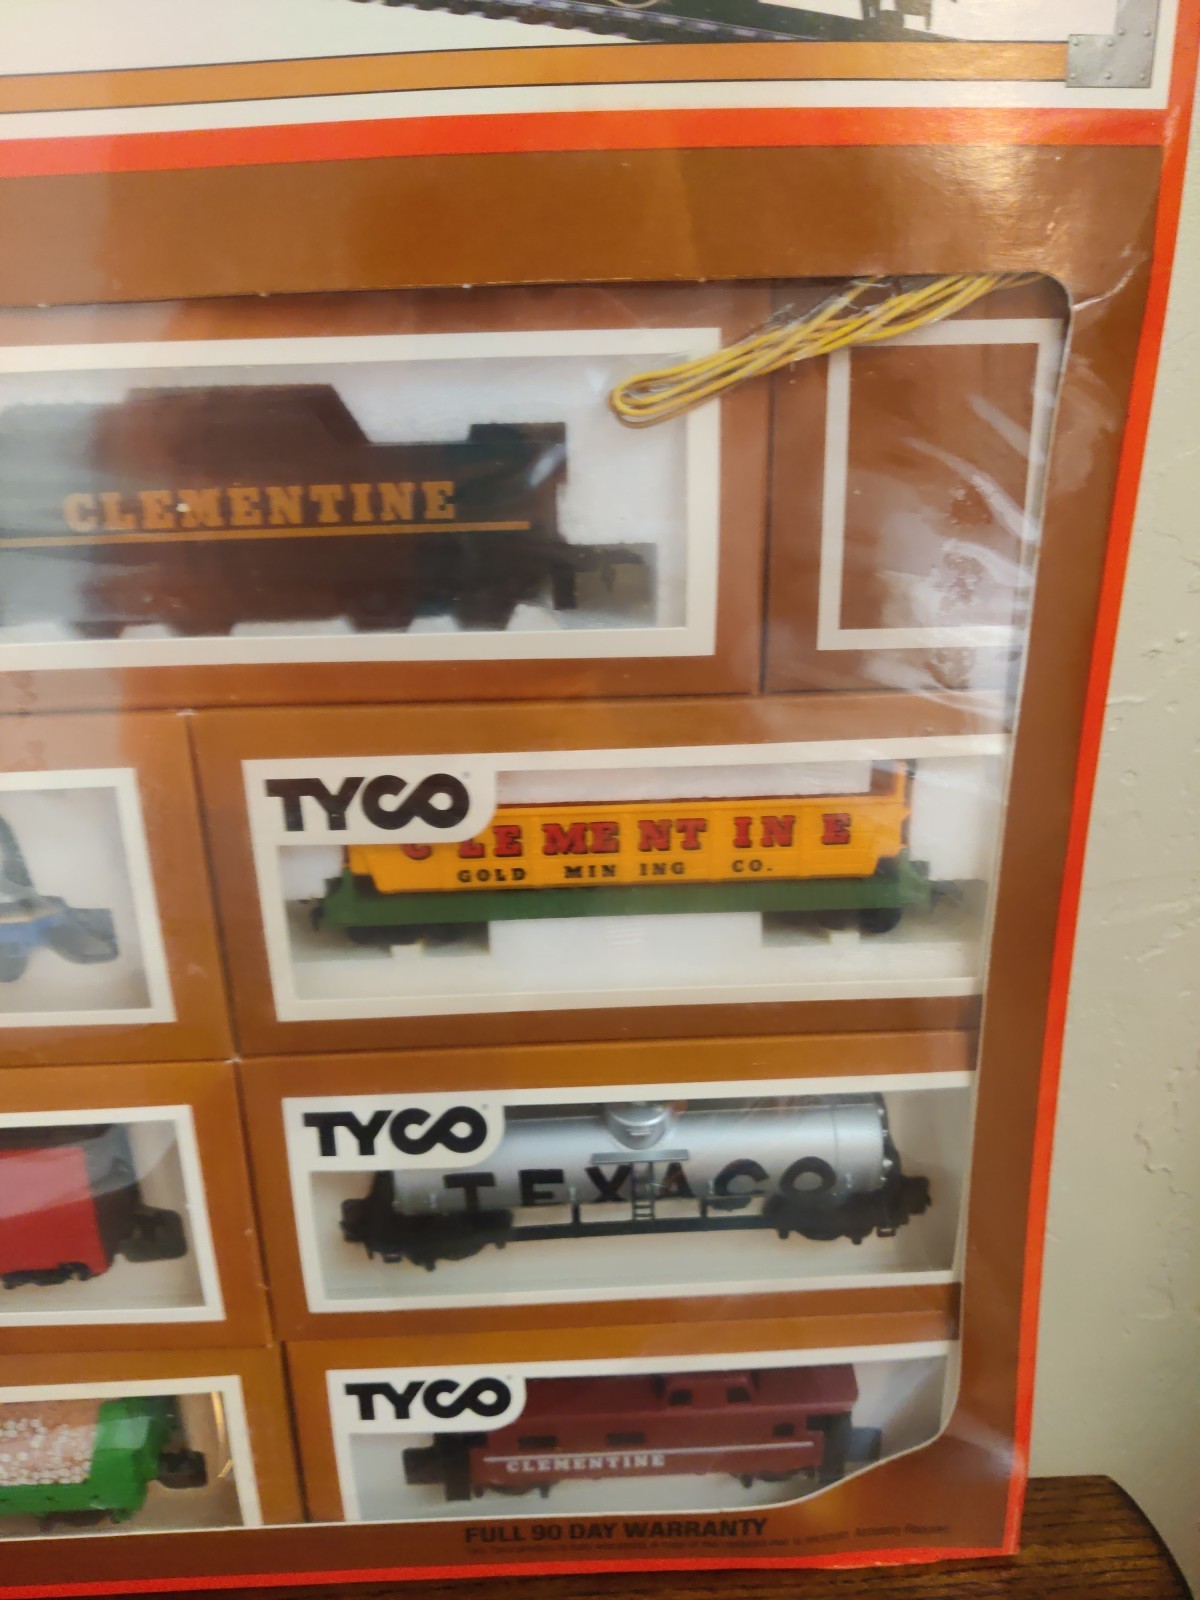 CLEMENTINE
TYCO
CLEMENTINE
GOLD MINING CO.
TYCO
TEXACO
TYCO
CLEMENTINE
FULL 90 DAY WARRANTY